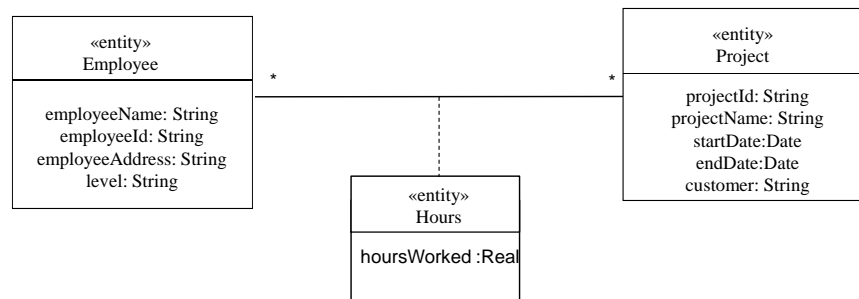 «entity»
Employee
employeeName: String
employeeId: String
employeeAddress: String
level: String
*
*
«entity»
Project
projectId: String
projectName: String
startDate:Date
endDate:Date
customer: String
«entity»
Hours
hoursWorked :Real